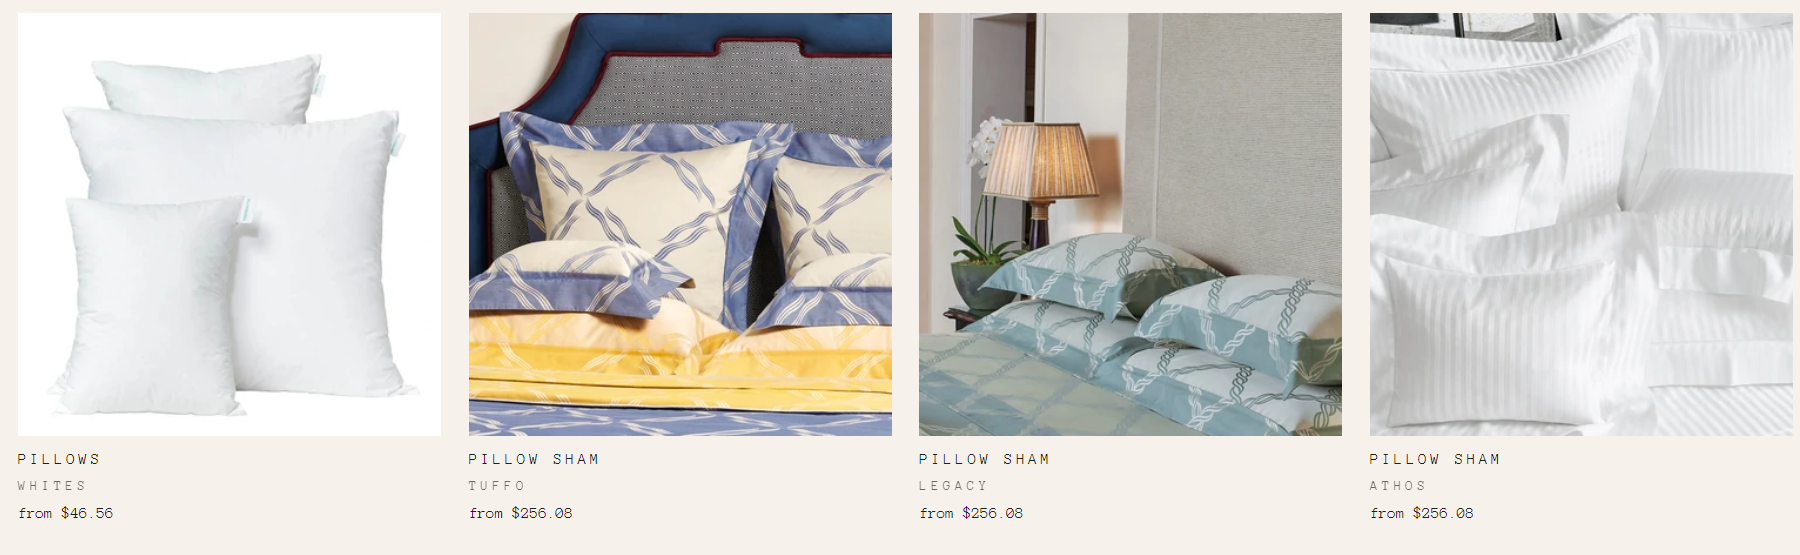 PILLOWS
WHITES
from $46.56
PILLOW SHAM
TUFFO
from $256.08
PILLOW SHAM
LEGACY
from $256.08
PILLOW SHAM
ATHOS
from $256.08